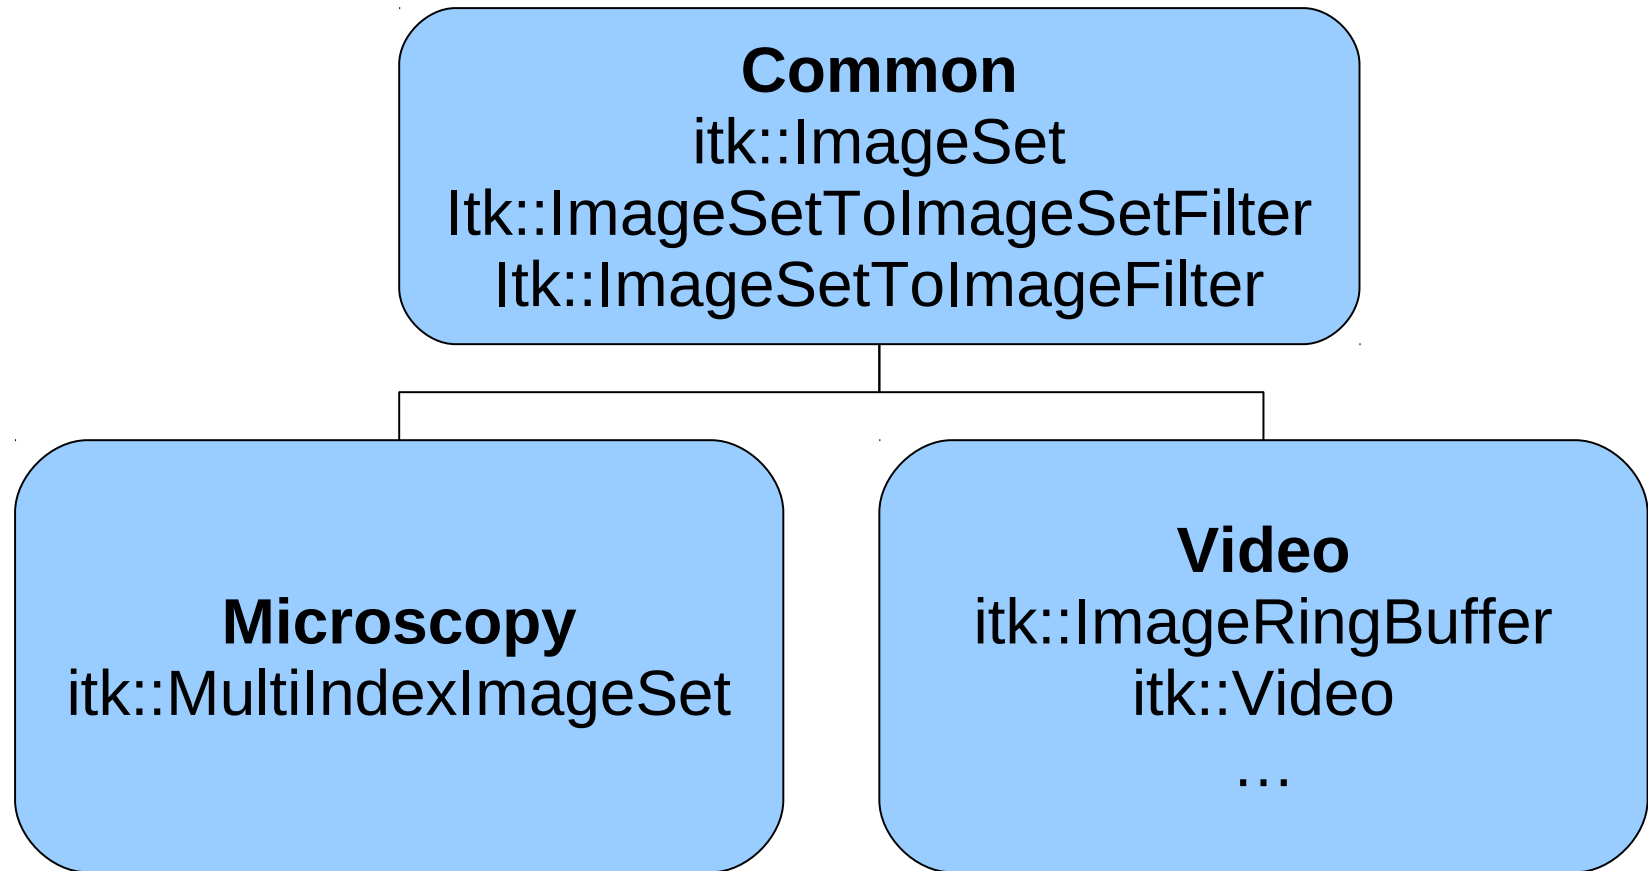 Common
itk::ImageSet
Itk::ImageSetToImageSetFilter
Itk::ImageSetToImageFilter
Microscopy
itk::MultiIndexImageSet
Video
itk::ImageRingBuffer
itk::Video
…